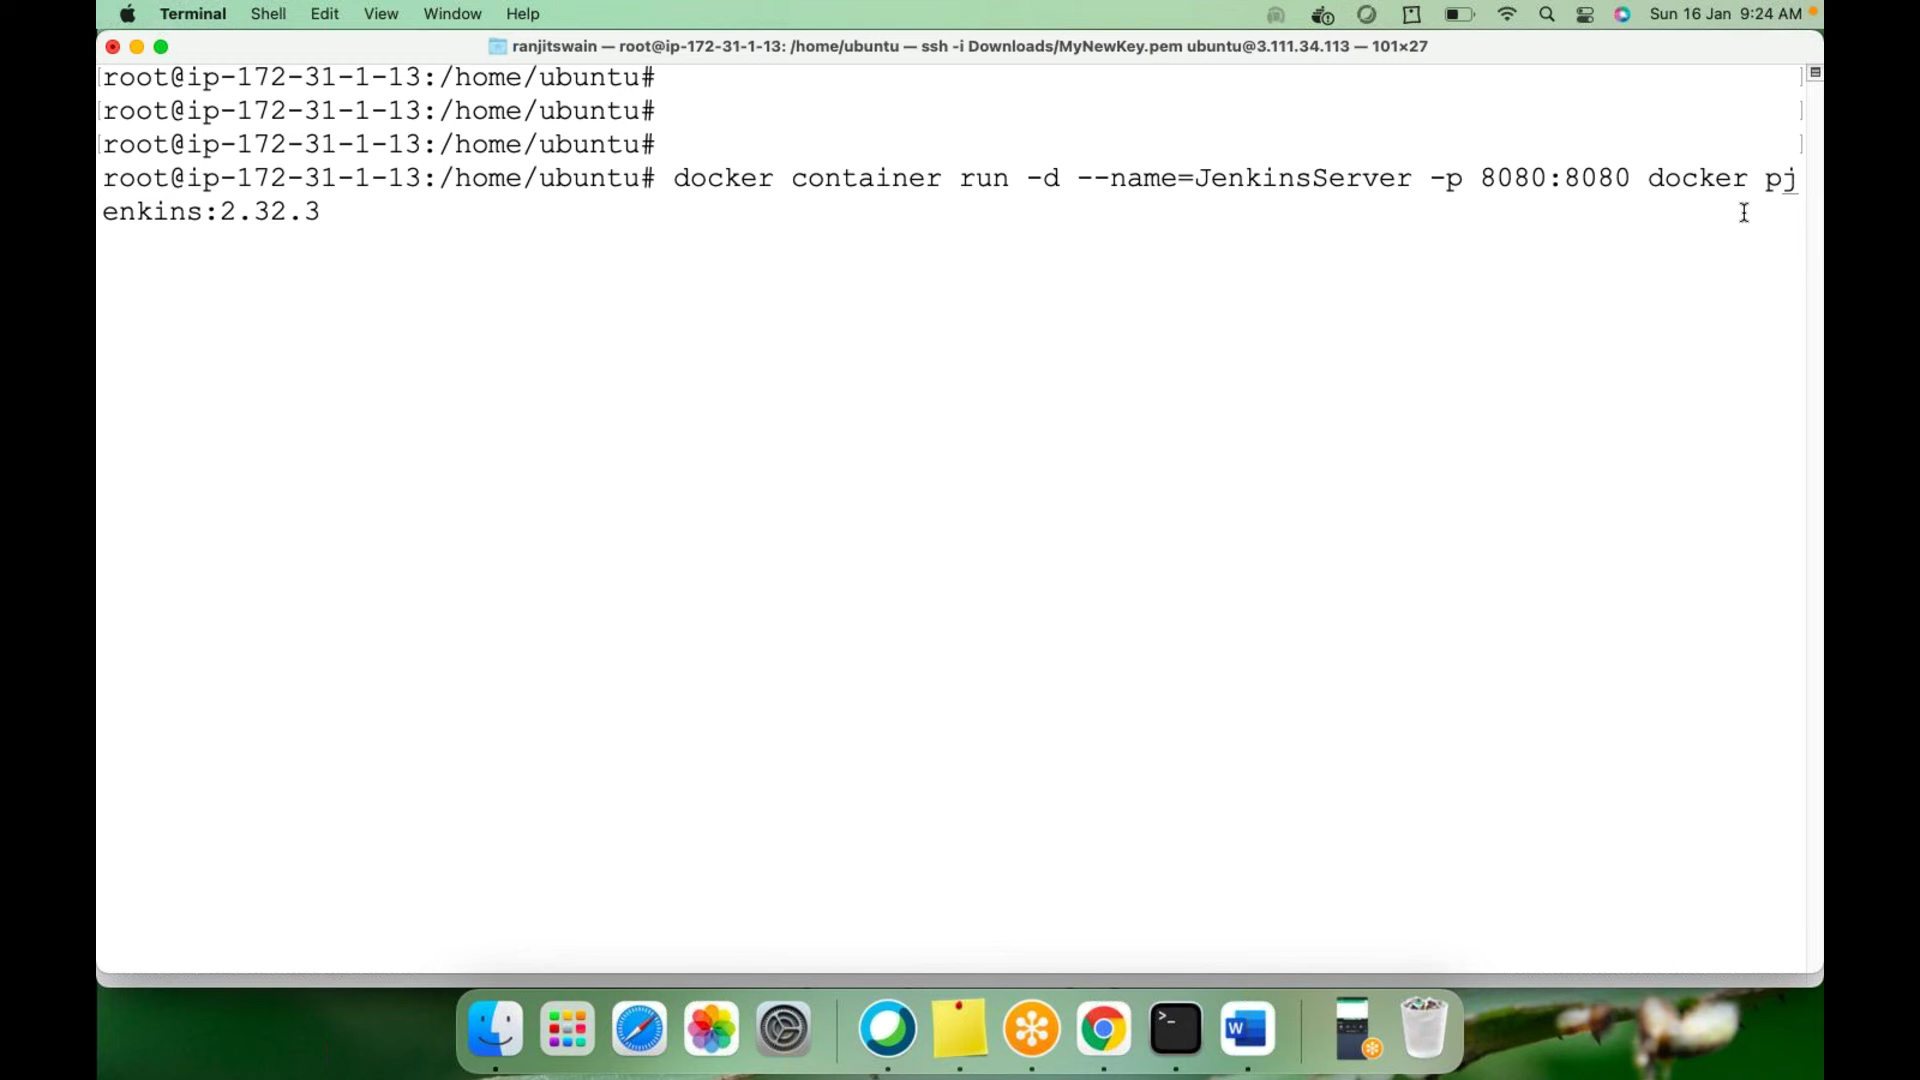 Terminal Shell Edit View Window Help Sun 16 Jan 9:24 AM
ranjitswain — root@ip-172-31-1-13: /home/ubuntu — ssh -i Downloads/MyNewKey.pem ubuntu@3.111.34.113 — 101×27
root@ip-172-31-1-13:/home/ubuntu#
root@ip-172-31-1-13:/home/ubuntu#
root@ip-172-31-1-13:/home/ubuntu#
root@ip-172-31-1-13:/home/ubuntu# docker container run -d --name=JenkinsServer -p 8080:8080 docker pj
enkins:2.32.3
>_
W